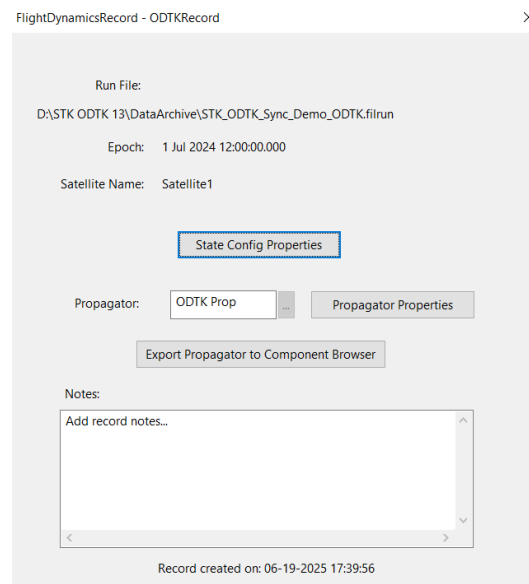 FlightDynamicsRecord - ODTKRecord
Run File:
D:\STK ODTK 13\DataArchive\STK_ODTK_Sync_Demo_ODTK.filrun
Epoch: 1 Jul 2024 12:00:00.000
Satellite Name: Satellite1
State Config Properties
Propagator: ODTK Prop ... Propagator Properties
Export Propagator to Component Browser
Notes:
Add record notes...
Record created on: 06-19-2025 17:39:56